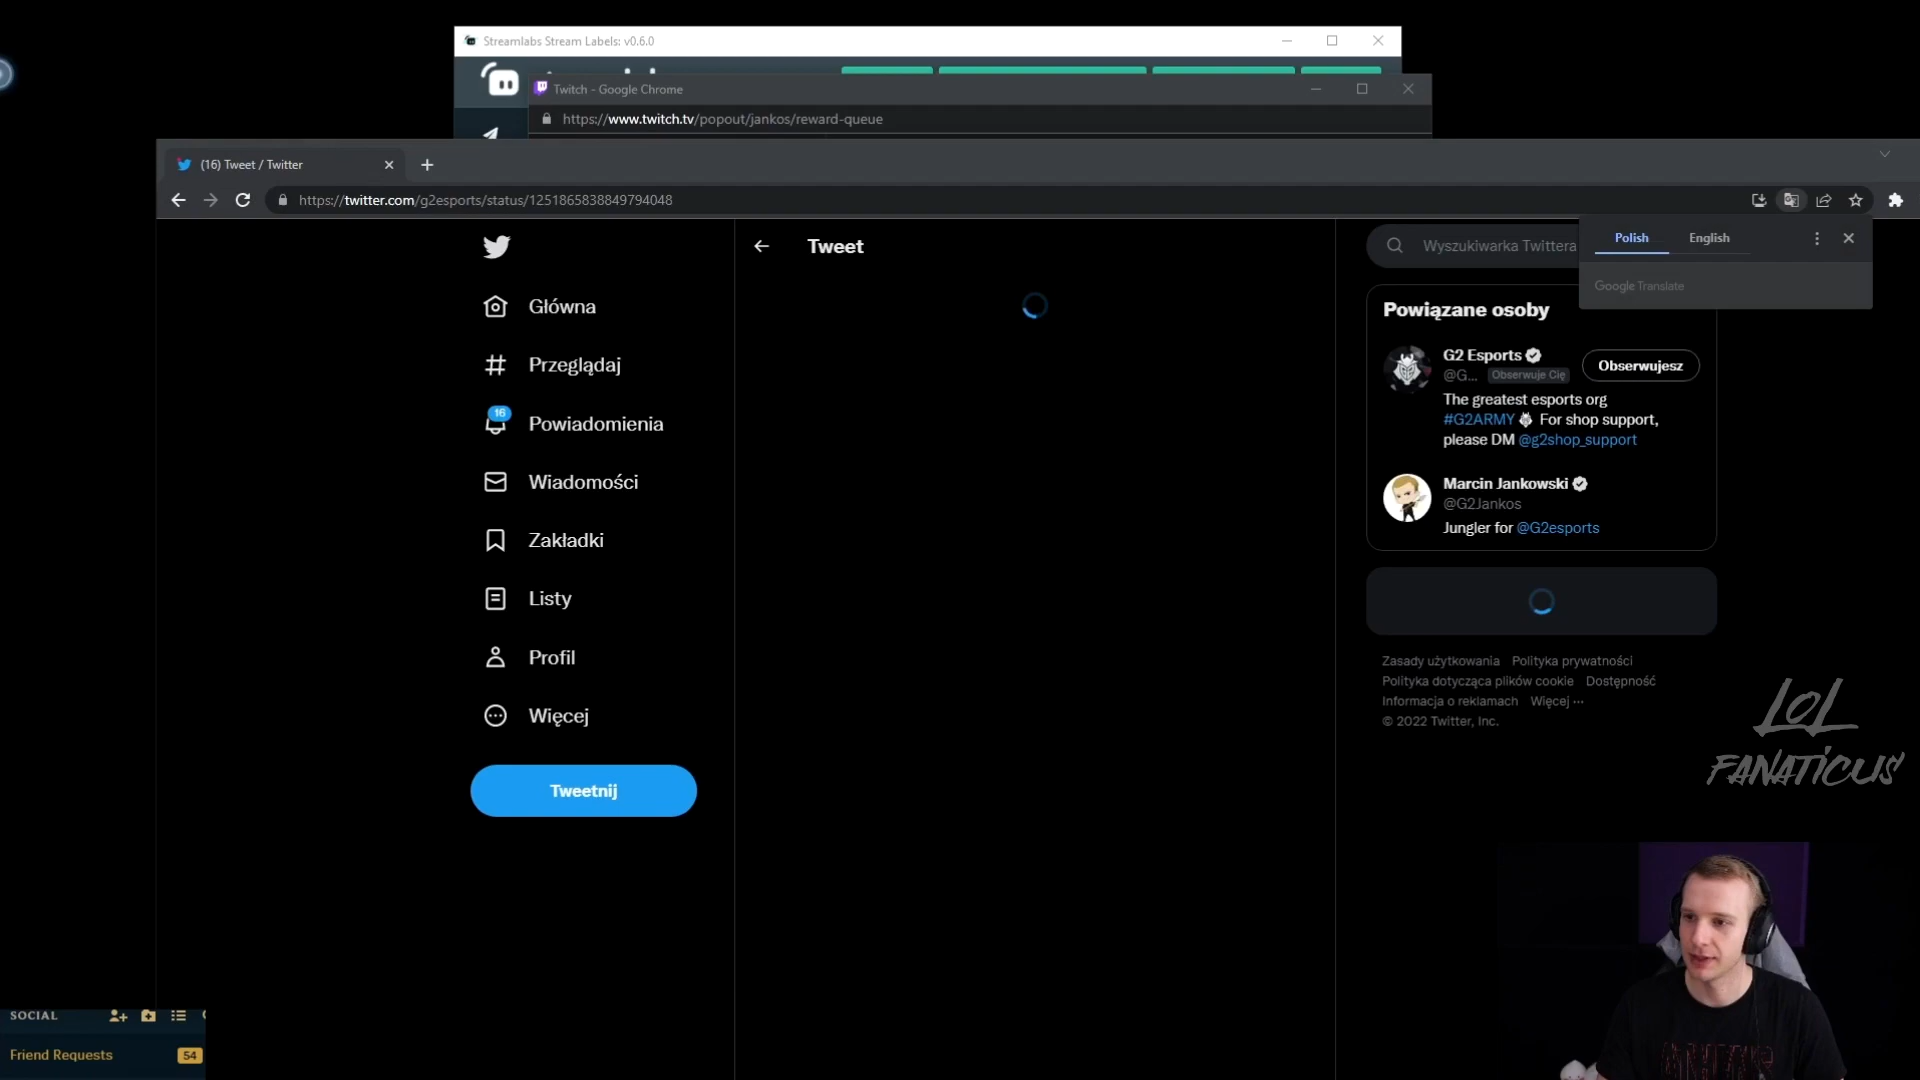 Streamlabs Stream Labels: v0.6.0
Twitch - Google Chrome
https://www.twitch.tv/popout/jankos/reward-queue
(16) Tweet / Twitter
https://twitter.com/g2esports/status/1251865838849794048
Polish English
Google Translate
Tweet
Wyszukiwarka Twittera
Główna
Przeglądaj
16
Powiadomienia
Wiadomości
Zakładki
Listy
Profil
Więcej
Tweetnij
Powiązane osoby
G2 Esports
@G... Obserwuje Cię
Obserwujesz
The greatest esports org
#G2ARMY For shop support,
please DM @g2shop_support
Marcin Jankowski
@G2Jankos
Jungler for @G2esports
Zasady użytkowania Polityka prywatności
Polityka dotycząca plików cookie Dostępność
Informacja o reklamach Więcej ···
© 2022 Twitter, Inc.
LOL
FANATICUS
SOCIAL
Friend Requests 54